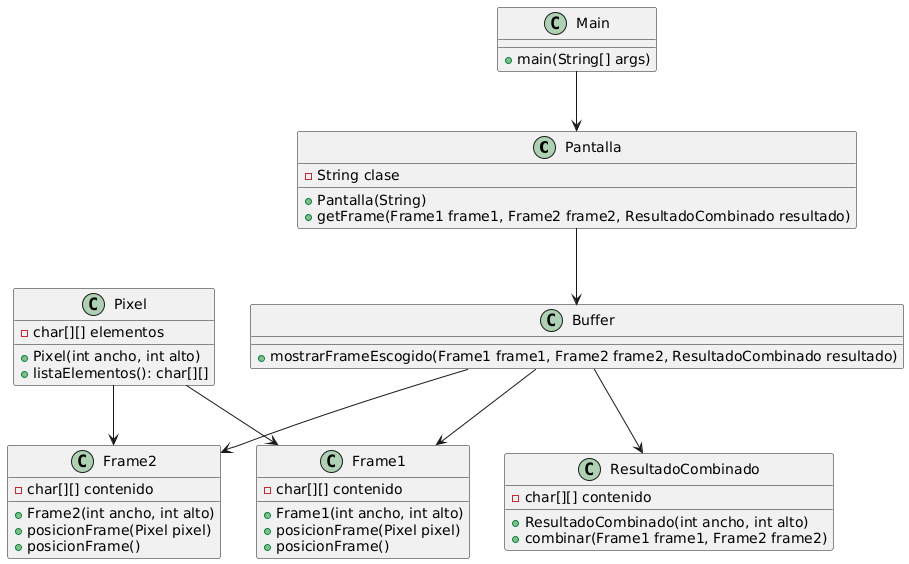 C Main
+ main(String[] args)
C Pantalla
String clase
Pantalla(String)
getFrame(Frame1 frame1, Frame2 frame2, ResultadoCombinado resultado)
C Pixel
char[][] elementos
Pixel(int ancho, int alto)
listaElementos(): char[][]
C Buffer
mostrarFrameEscogido(Frame1 frame1, Frame2 frame2, ResultadoCombinado resultado)
C Frame2
char[][] contenido
Frame2(int ancho, int alto)
posicionFrame(Pixel pixel)
posicionFrame()
C Frame1
char[][] contenido
Frame1(int ancho, int alto)
posicionFrame(Pixel pixel)
posicionFrame()
C ResultadoCombinado
char[][] contenido
ResultadoCombinado(int ancho, int alto)
combinar(Frame1 frame1, Frame2 frame2)